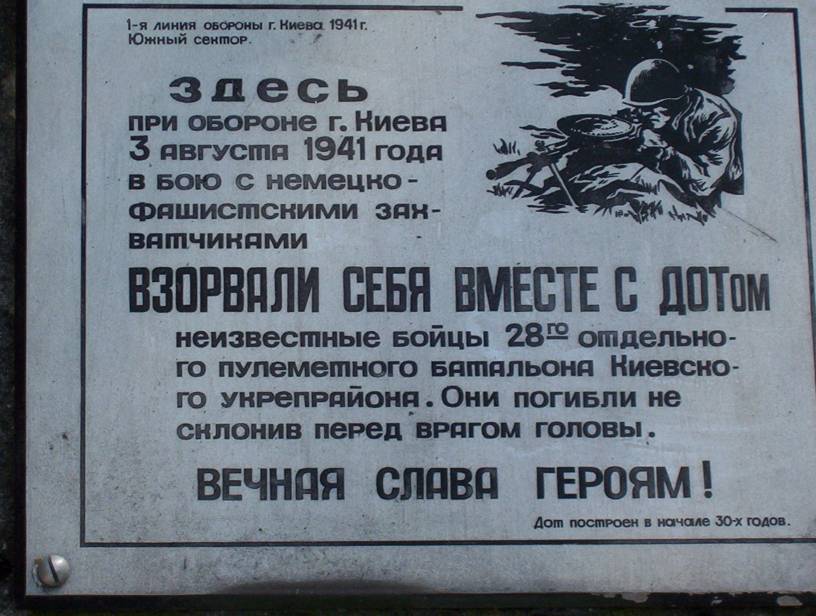 1-я линия обороны г. Киева 1941 г.
Южный сектор.
Здесь
при обороне г. Киева
3 августа 1941 года
в бою с немецко-
фашистскими зах-
ватчиками
ВЗОРВАЛИ СЕБЯ ВМЕСТЕ С ДОТом
неизвестные бойцы 28го отдельно-
го пулеметного батальона Киевско-
го укрепрайона. Они погибли не
склонив перед врагом головы.
ВЕЧНАЯ СЛАВА ГЕРОЯМ!
Дот построен в начале 30-х годов.